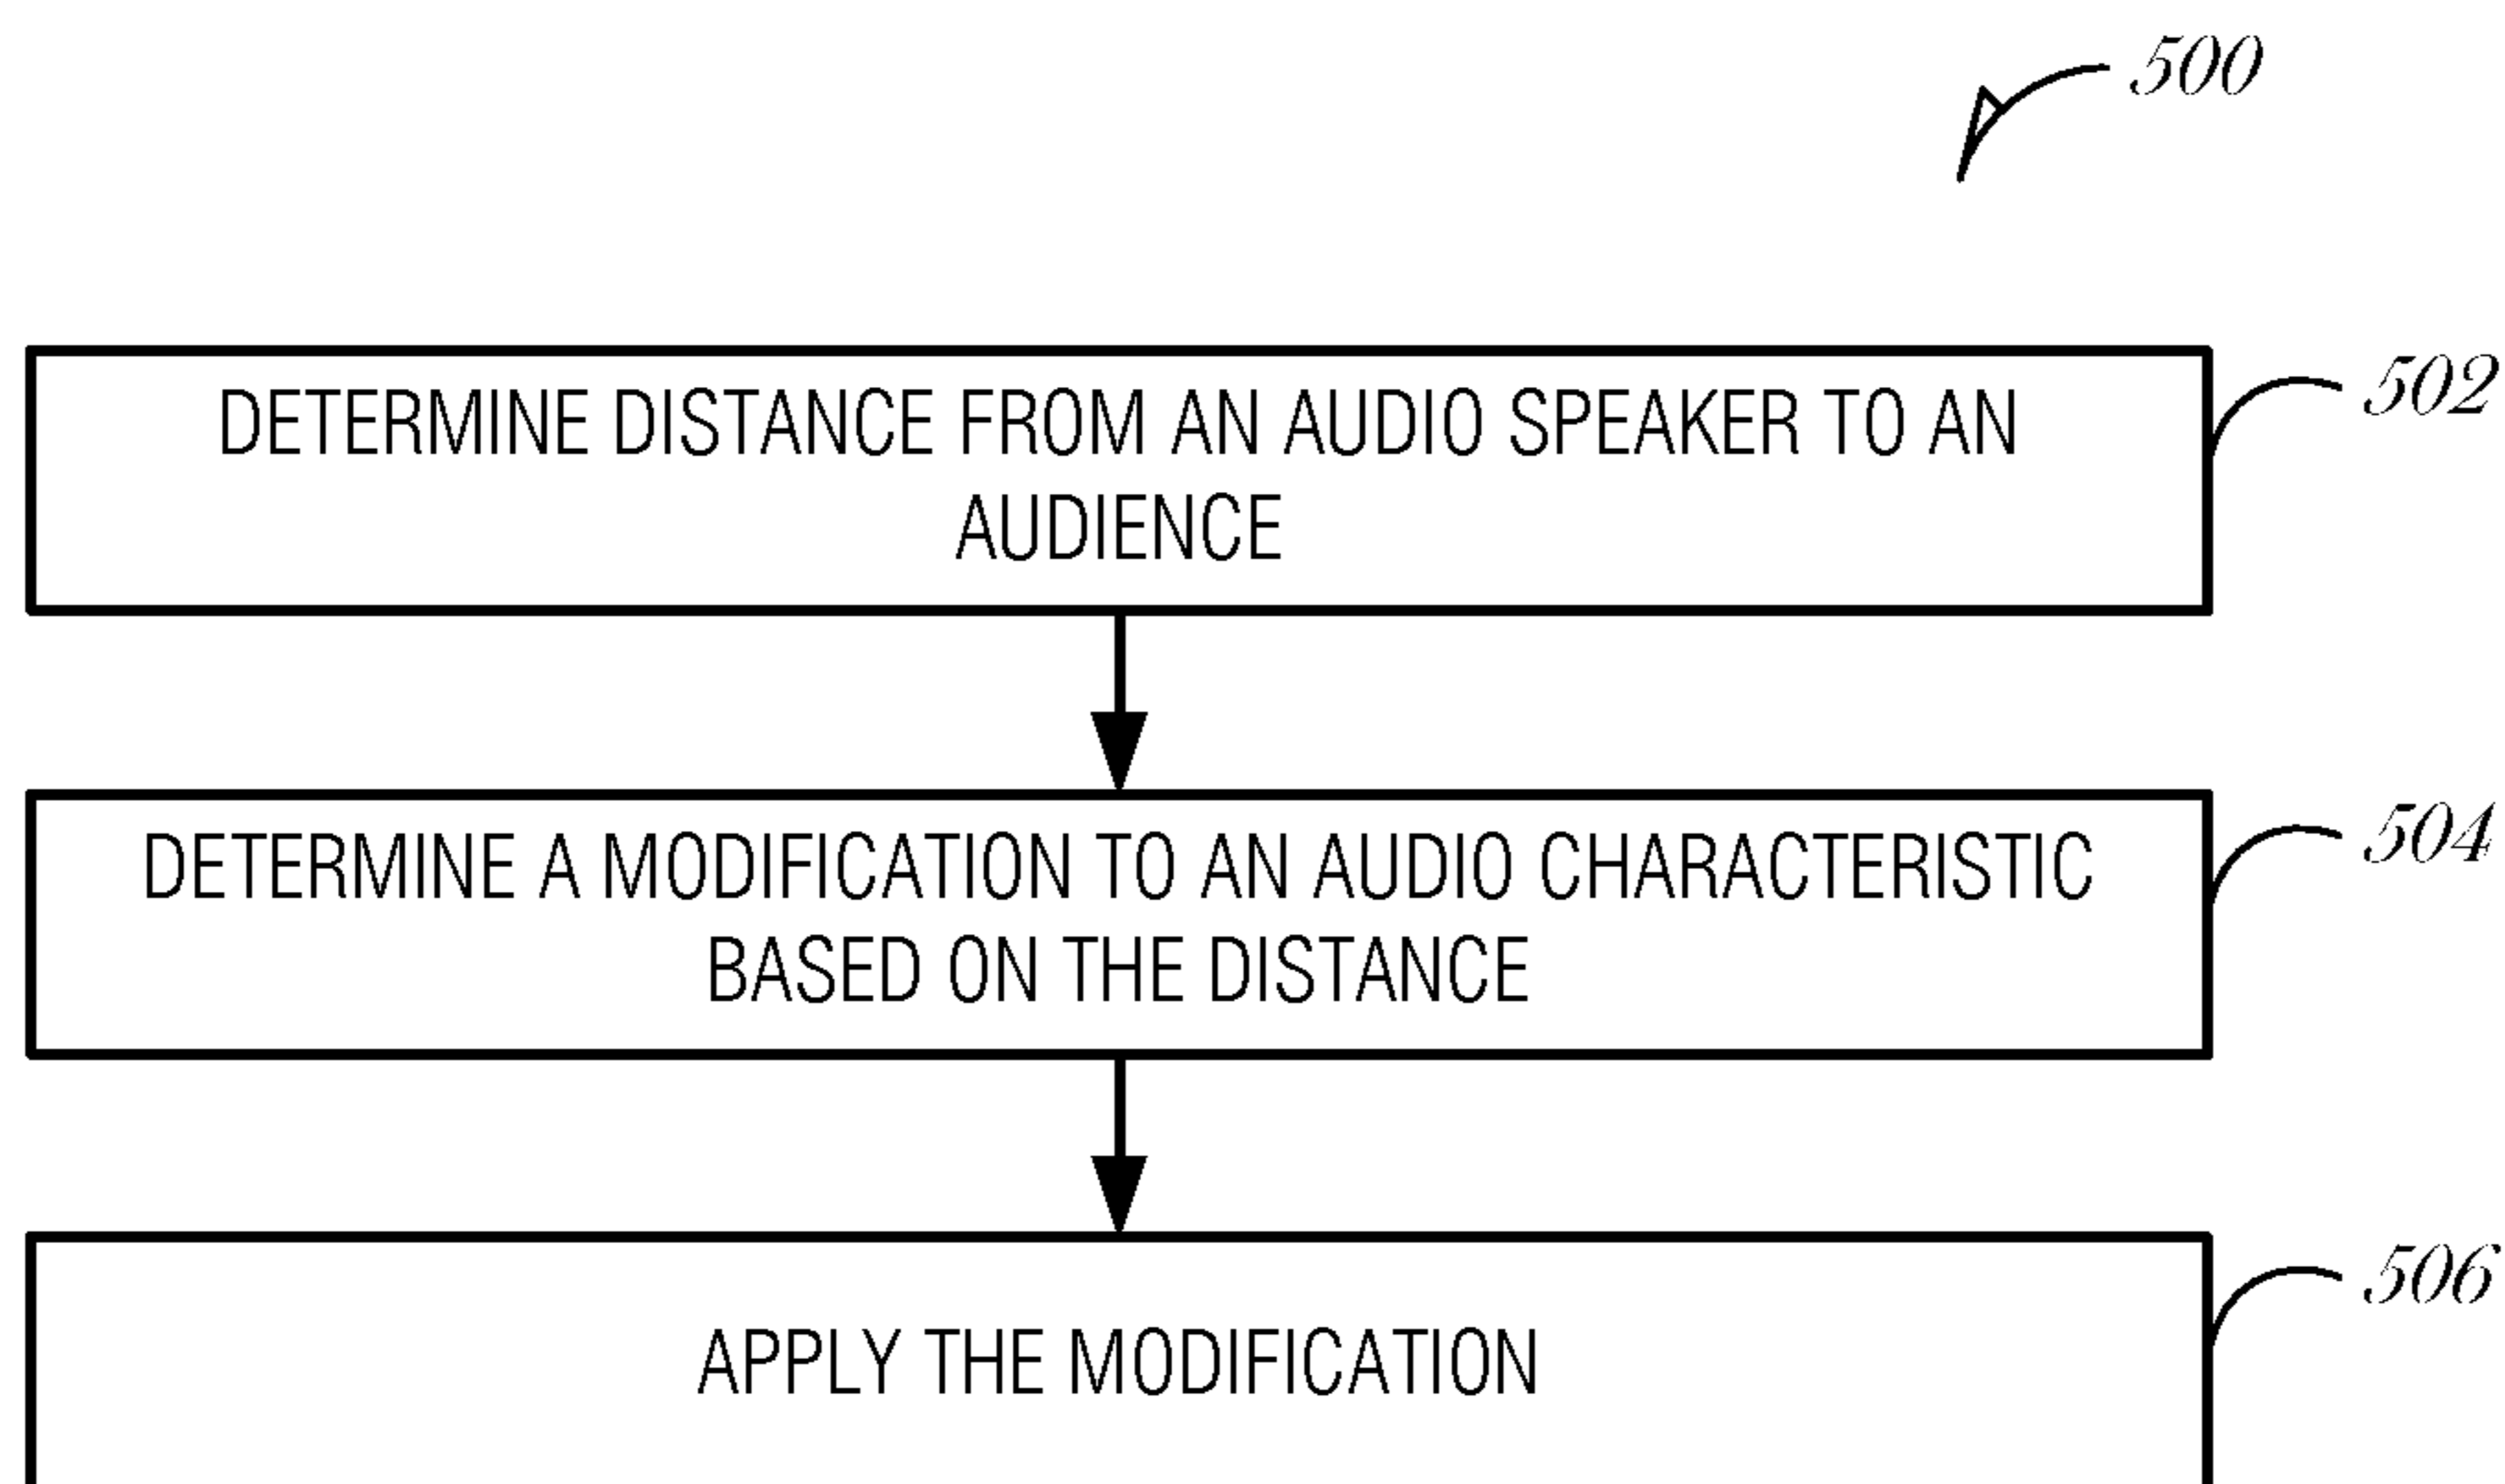 500
DETERMINE DISTANCE FROM AN AUDIO SPEAKER TO AN
AUDIENCE
502
DETERMINE A MODIFICATION TO AN AUDIO CHARACTERISTIC
BASED ON THE DISTANCE
504
APPLY THE MODIFICATION
506